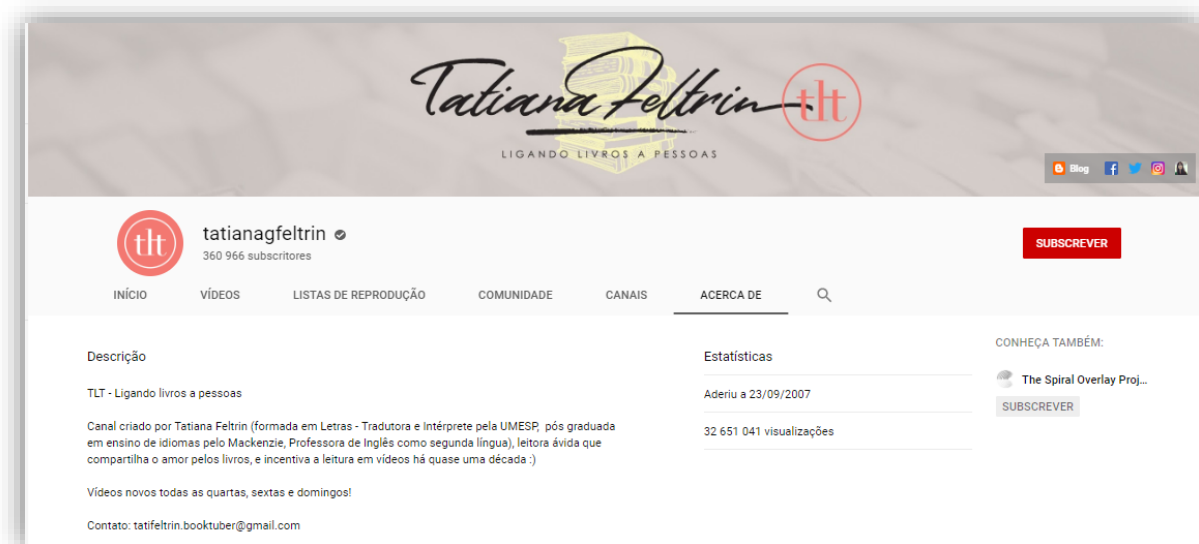 Tatiana Feltrin tlt
LIGANDO LIVROS A PESSOAS
Blog
tlt
tatianagfeltrin
360 966 subscritores
SUBSCREVER
INÍCIO VÍDEOS LISTAS DE REPRODUÇÃO COMUNIDADE CANAIS ACERCA DE
Descrição
TLT - Ligando livros a pessoas
Canal criado por Tatiana Feltrin (formada em Letras - Tradutora e Intérprete pela UMESP, pós graduada
em ensino de idiomas pelo Mackenzie, Professora de Inglês como segunda língua), leitora ávida que
compartilha o amor pelos livros, e incentiva a leitura em vídeos há quase uma década :)
Vídeos novos todas as quartas, sextas e domingos!
Contato: tatifeltrin.booktuber@gmail.com
Estatísticas
Aderiu a 23/09/2007
32 651 041 visualizações
CONHEÇA TAMBÉM:
The Spiral Overlay Proj...
SUBSCREVER